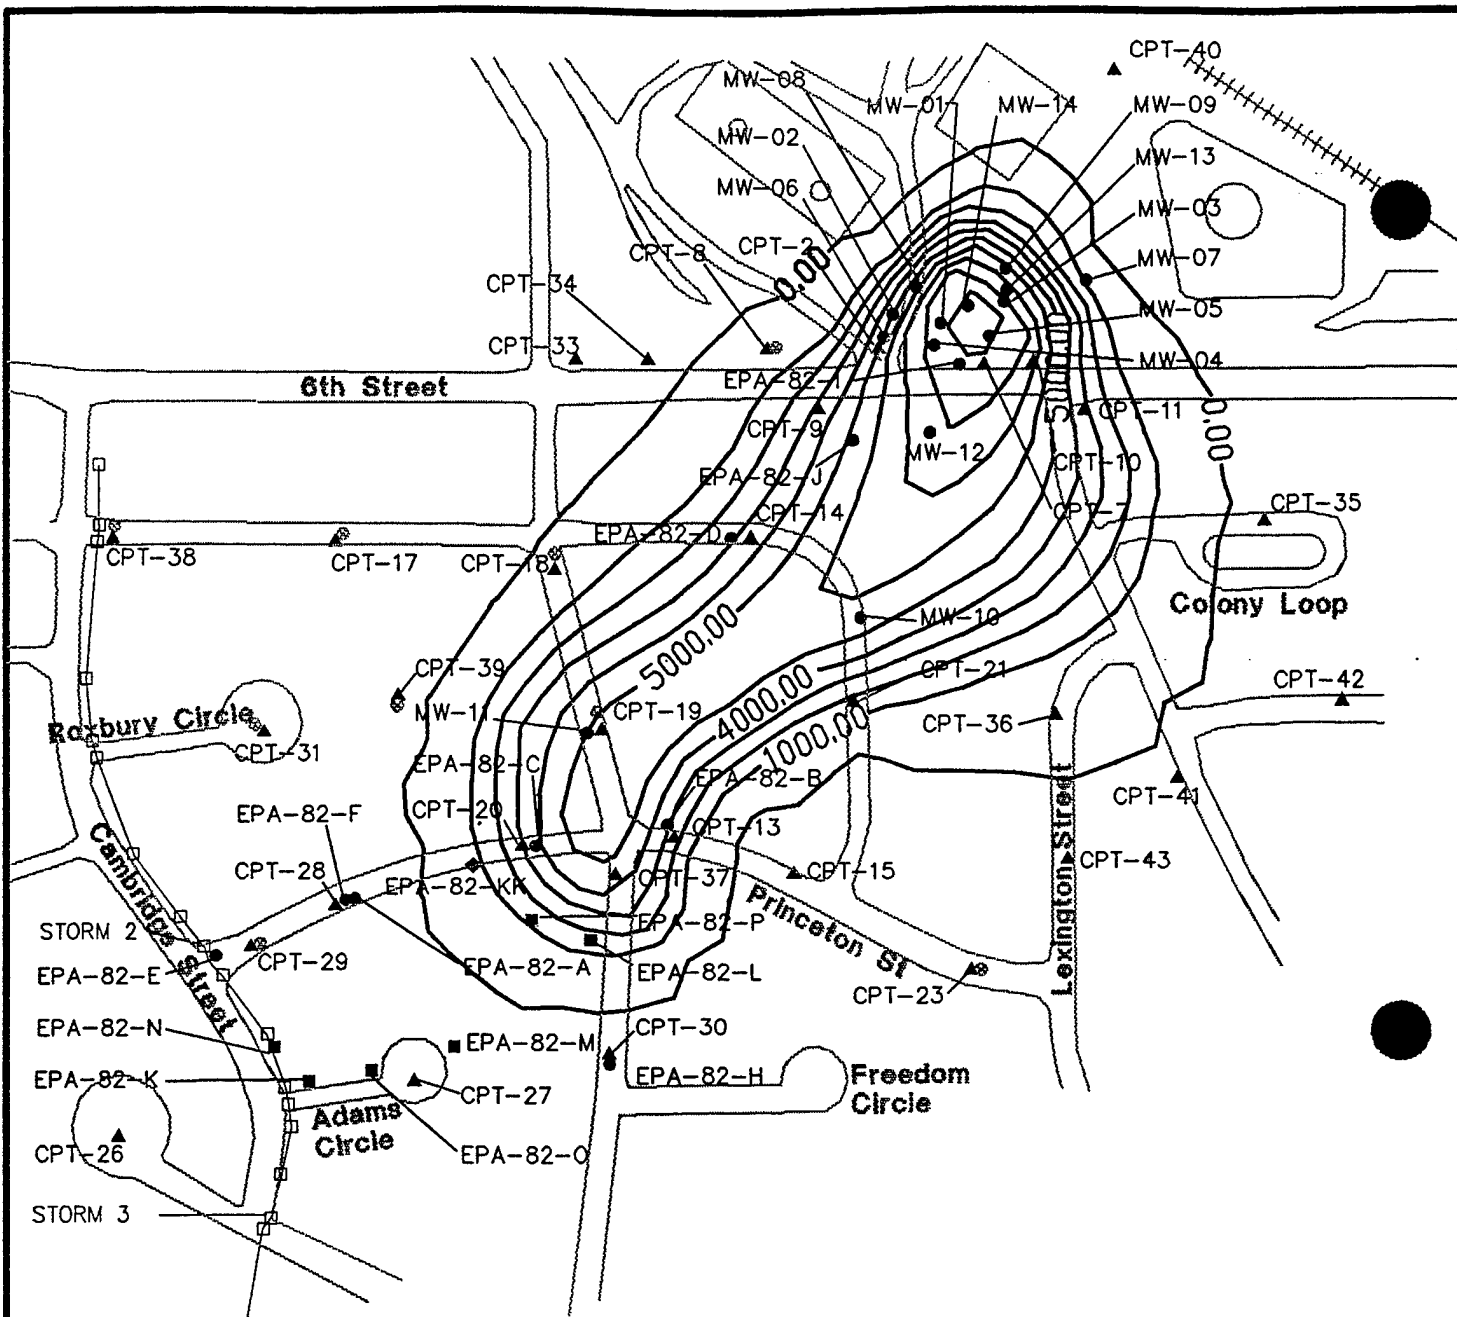 CPT-40
MW-08
MW-01
MW-14
MW-09
MW-02
MW-13
MW-06
MW-03
CPT-8
CPT-2
0.00
MW-07
CPT-34
MW-05
CPT-33
MW-04
6th Street
EPA-82-I
5000.00
CPT-11
0.00
CPT-9
MW-12
CPT-10
EPA-82-J
CPT-7
CPT-35
CPT-14
EPA-82-D
CPT-38
CPT-17
CPT-18
Colony Loop
MW-10
5000.00
CPT-39
CPT-21
CPT-42
4000.00
Roxbury Circle
MW-11
CPT-19
CPT-36
1000.00
CPT-31
EPA-82-C
EPA-82-B
CPT-41
EPA-82-F
CPT-20
CPT-13
Cambridge Street
CPT-28
EPA-82-KK
CPT-37
CPT-15
CPT-43
Lexington Street
Princeton St
STORM 2
EPA-82-P
EPA-82-E
CPT-29
EPA-82-A
EPA-82-L
CPT-23
EPA-82-N
EPA-82-M
CPT-30
EPA-82-K
CPT-27
EPA-82-H
Freedom
Circle
Adams
Circle
CPT-26
EPA-82-O
STORM 3